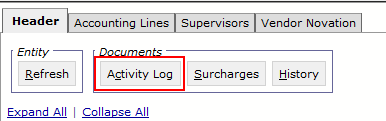 Header Accounting Lines Supervisors Vendor Novation
Entity Documents
Refresh Activity Log Surcharges History
Expand All | Collapse All